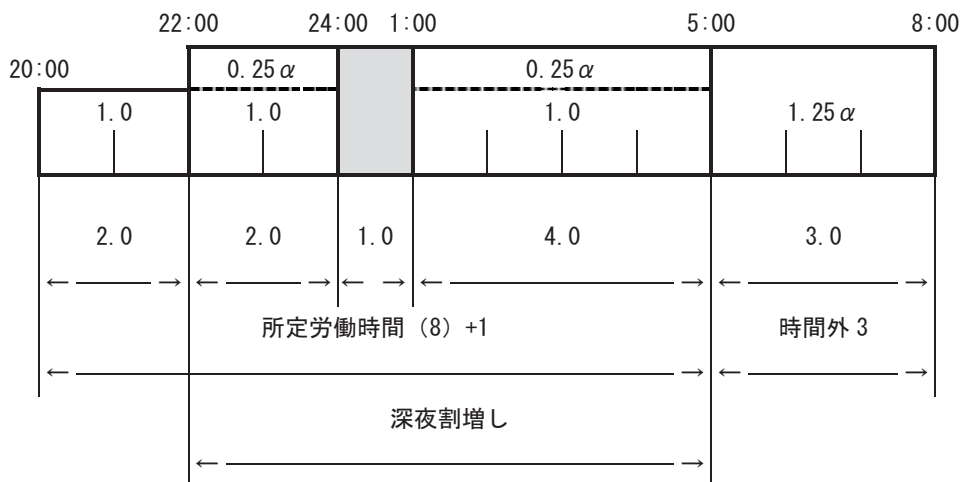 22:00 24:00 1:00 5:00 8:00
20:00
0.25α 0.25α
1.0 1.0 1.0 1.25α
2.0 2.0 1.0 4.0 3.0
← → ← → ← → ← → ← →
所定労働時間（8）+1 時間外3
← → ← →
深夜割増し
← →